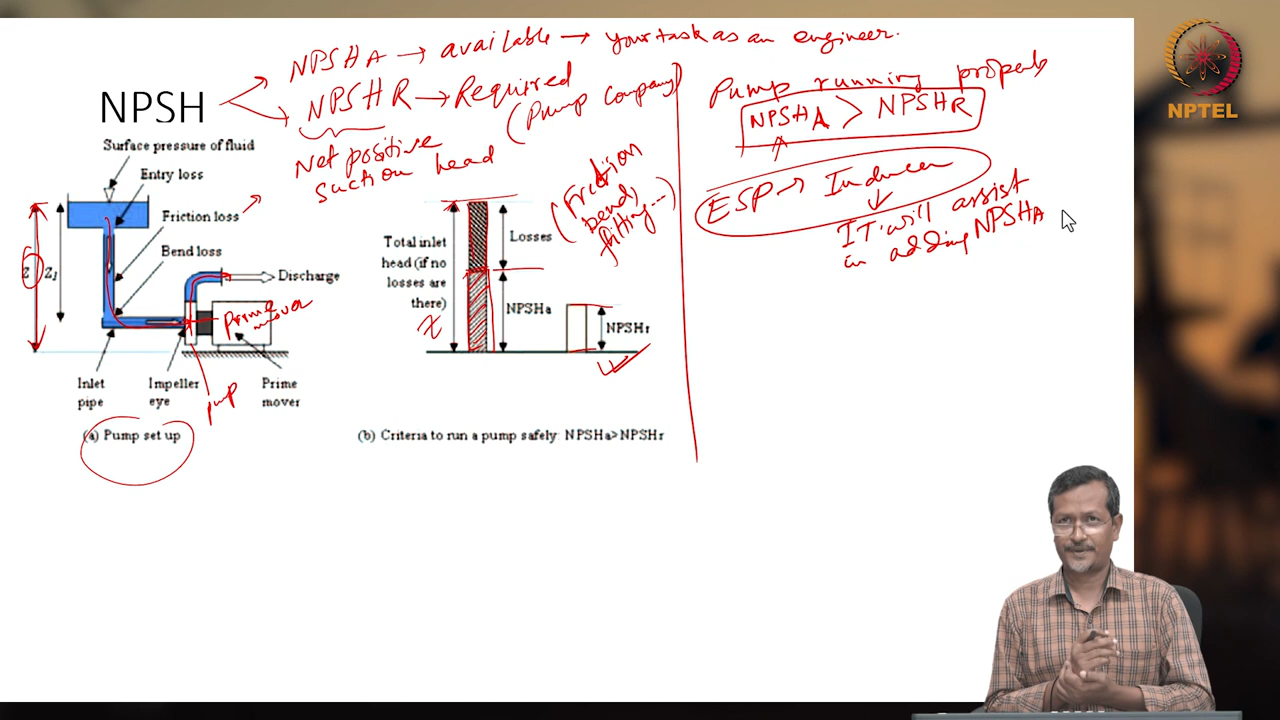 NPSHA → available → your task as an engineer.
NPSH
NPSHR → Required
(Pump company)
Net positive
suction head
Pump running properly
NPSHA > NPSHR
ESP → Inducer
IT will assist
in adding NPSHA
Surface pressure of fluid
Entry loss
Friction loss
Bend loss
Z
Z1
Discharge
Prime
mover
Inlet
pipe
Impeller
eye
Prime
mover
pump
(a) Pump set up
Total inlet
head (if no
losses are
there)
Z
Losses
(Friction
bend,
fitting...)
NPSHa
NPSHr
(b) Criteria to run a pump safely NPSHa>NPSHr
NPTEL